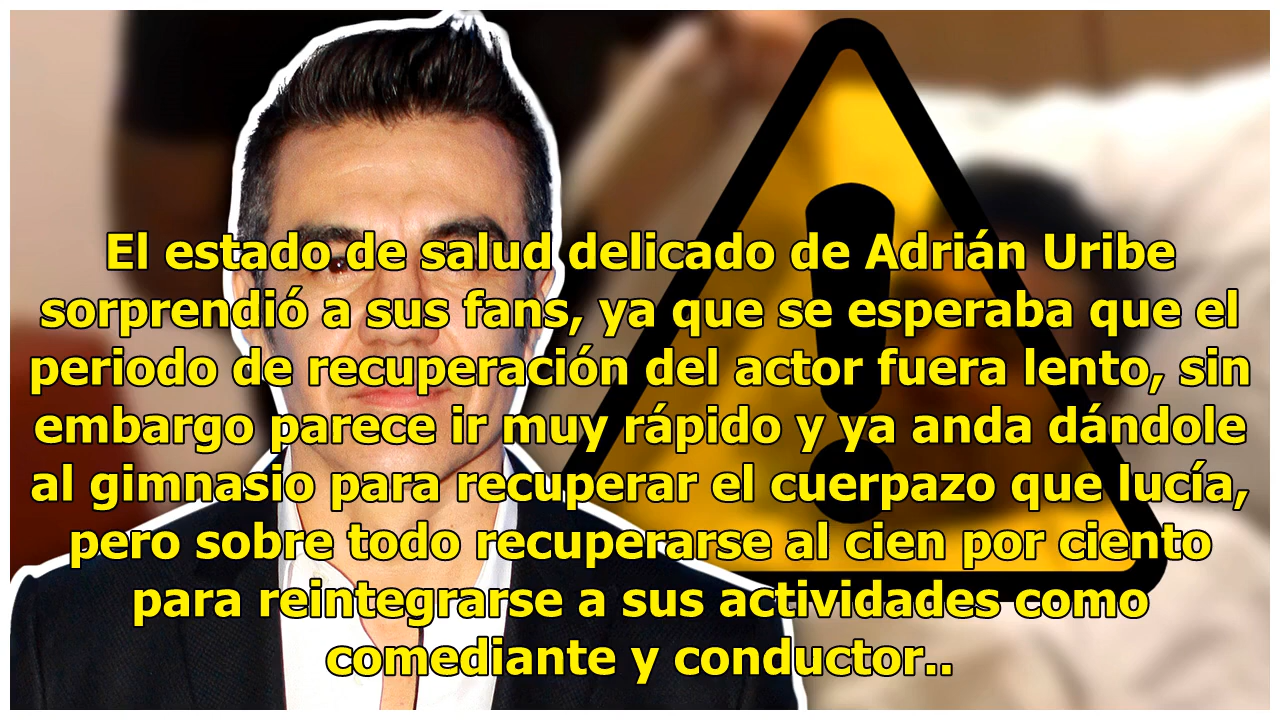 El estado de salud delicado de Adrián Uribe
sorprendió a sus fans, ya que se esperaba que el
periodo de recuperación del actor fuera lento, sin
embargo parece ir muy rápido y ya anda dándole
al gimnasio para recuperar el cuerpazo que lucía,
pero sobre todo recuperarse al cien por ciento
para reintegrarse a sus actividades como
comediante y conductor..